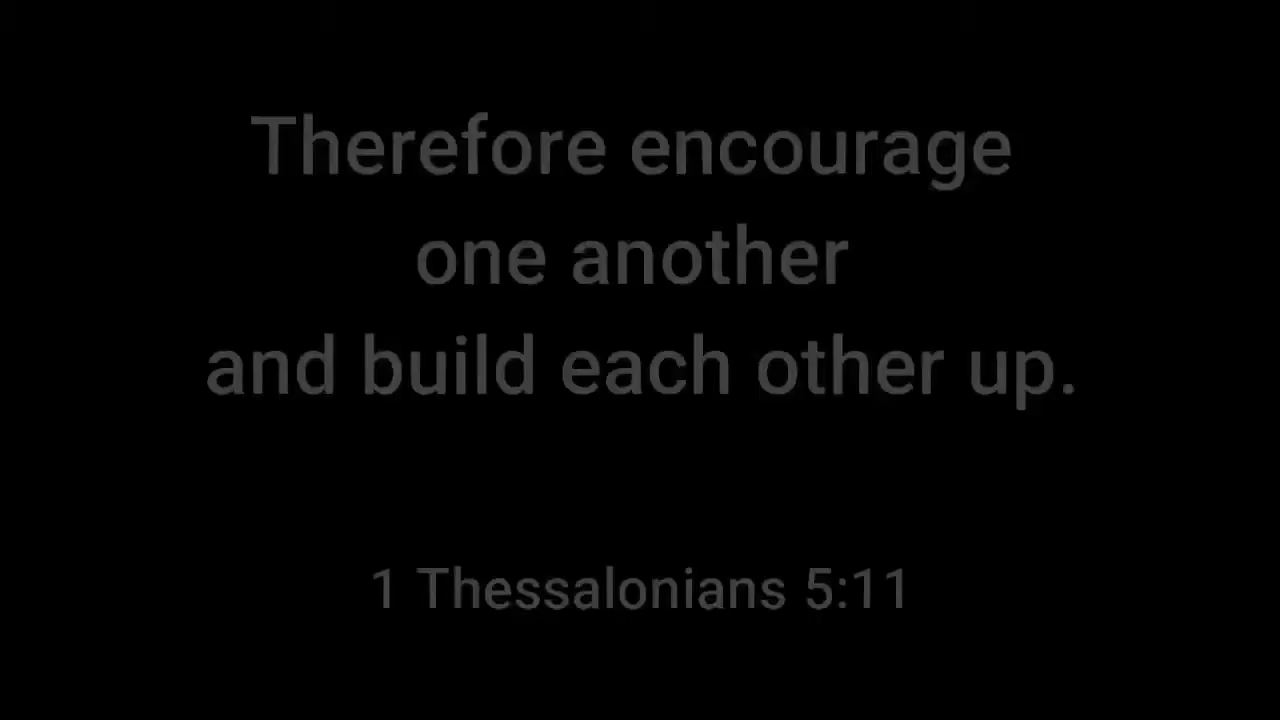 Therefore encourage
one another
and build each other up.
1 Thessalonians 5:11